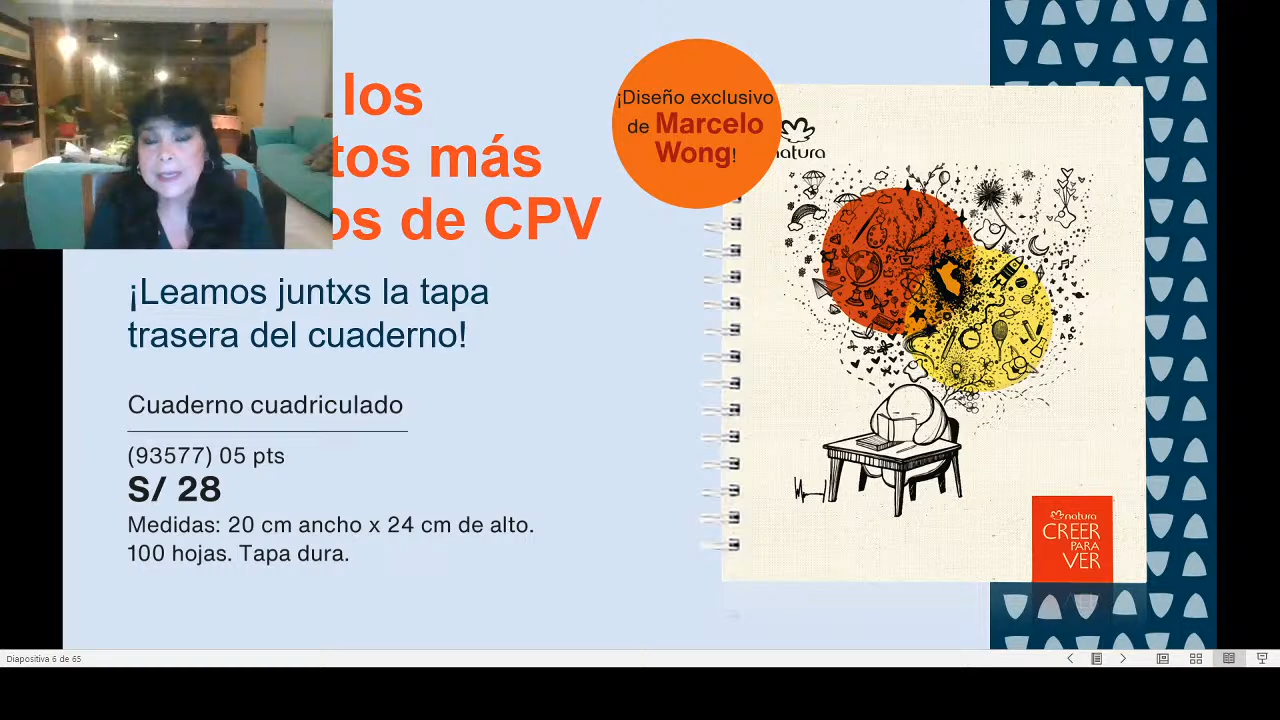 los
tos más
os de CPV
¡Leamos juntxs la tapa
trasera del cuaderno!
Cuaderno cuadriculado
(93577) 05 pts
S/ 28
Medidas: 20 cm ancho x 24 cm de alto.
100 hojas. Tapa dura.
¡Diseño exclusivo
de Marcelo
Wong!
natura
natura
CREER
PARA
VER
Diapositiva 6 de 65